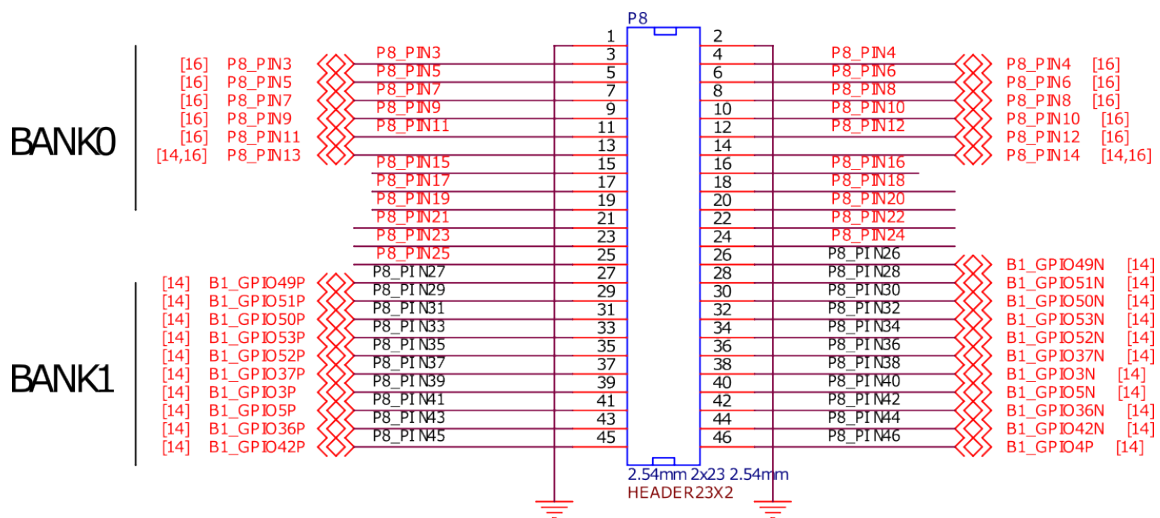 P8
1 2
P8_PIN3 3 4 P8_PIN4
[16] P8_PIN3 P8_PIN5 5 6 P8_PIN6 P8_PIN4 [16]
[16] P8_PIN5 P8_PIN7 7 8 P8_PIN8 P8_PIN6 [16]
[16] P8_PIN7 P8_PIN9 9 10 P8_PIN10 P8_PIN8 [16]
[16] P8_PIN9 P8_PIN11 11 12 P8_PIN12 P8_PIN10 [16]
BANK0
[16] P8_PIN11 13 14 P8_PIN12 [16]
[14,16] P8_PIN13 P8_PIN15 15 16 P8_PIN16 P8_PIN14 [14,16]
P8_PIN17 17 18 P8_PIN18
P8_PIN19 19 20 P8_PIN20
P8_PIN21 21 22 P8_PIN22
P8_PIN23 23 24 P8_PIN24
P8_PIN25 25 26 P8_PIN26
P8_PIN27 27 28 P8_PIN28 B1_GPIO49N [14]
[14] B1_GPIO49P P8_PIN29 29 30 P8_PIN30 B1_GPIO51N [14]
[14] B1_GPIO51P P8_PIN31 31 32 P8_PIN32 B1_GPIO50N [14]
[14] B1_GPIO50P P8_PIN33 33 34 P8_PIN34 B1_GPIO53N [14]
[14] B1_GPIO53P P8_PIN35 35 36 P8_PIN36 B1_GPIO52N [14]
[14] B1_GPIO52P P8_PIN37 37 38 P8_PIN38 B1_GPIO37N [14]
BANK1
[14] B1_GPIO37P P8_PIN39 39 40 P8_PIN40 B1_GPIO3N [14]
[14] B1_GPIO3P P8_PIN41 41 42 P8_PIN42 B1_GPIO5N [14]
[14] B1_GPIO5P P8_PIN43 43 44 P8_PIN44 B1_GPIO36N [14]
[14] B1_GPIO36P P8_PIN45 45 46 P8_PIN46 B1_GPIO42N [14]
[14] B1_GPIO42P B1_GPIO4P [14]
2.54mm 2x23 2.54mm
HEADER23X2